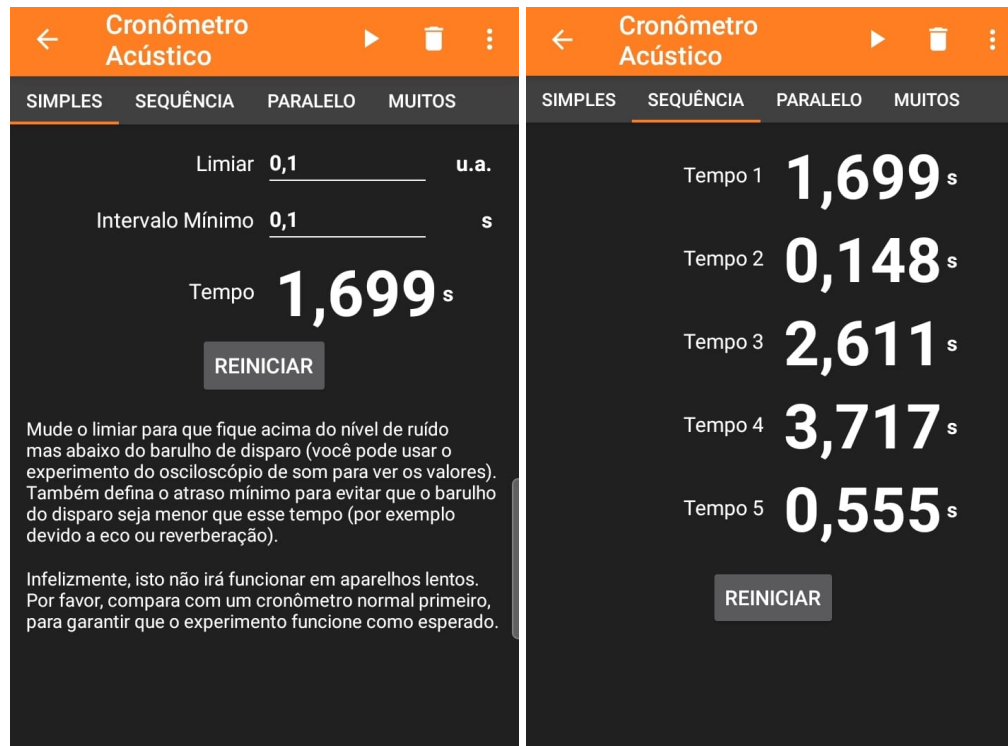 Cronômetro
Acústico
SIMPLES SEQUÊNCIA PARALELO MUITOS
Limiar 0,1 u.a.
Intervalo Mínimo 0,1 s
Tempo 1,699 s
REINICIAR
Mude o limiar para que fique acima do nível de ruído
mas abaixo do barulho de disparo (você pode usar o
experimento do osciloscópio de som para ver os valores).
Também defina o atraso mínimo para evitar que o barulho
do disparo seja menor que esse tempo (por exemplo
devido a eco ou reverberação).
Infelizmente, isto não irá funcionar em aparelhos lentos.
Por favor, compara com um cronômetro normal primeiro,
para garantir que o experimento funcione como esperado.
Cronômetro
Acústico
SIMPLES SEQUÊNCIA PARALELO MUITOS
Tempo 1 1,699 s
Tempo 2 0,148 s
Tempo 3 2,611 s
Tempo 4 3,717 s
Tempo 5 0,555 s
REINICIAR